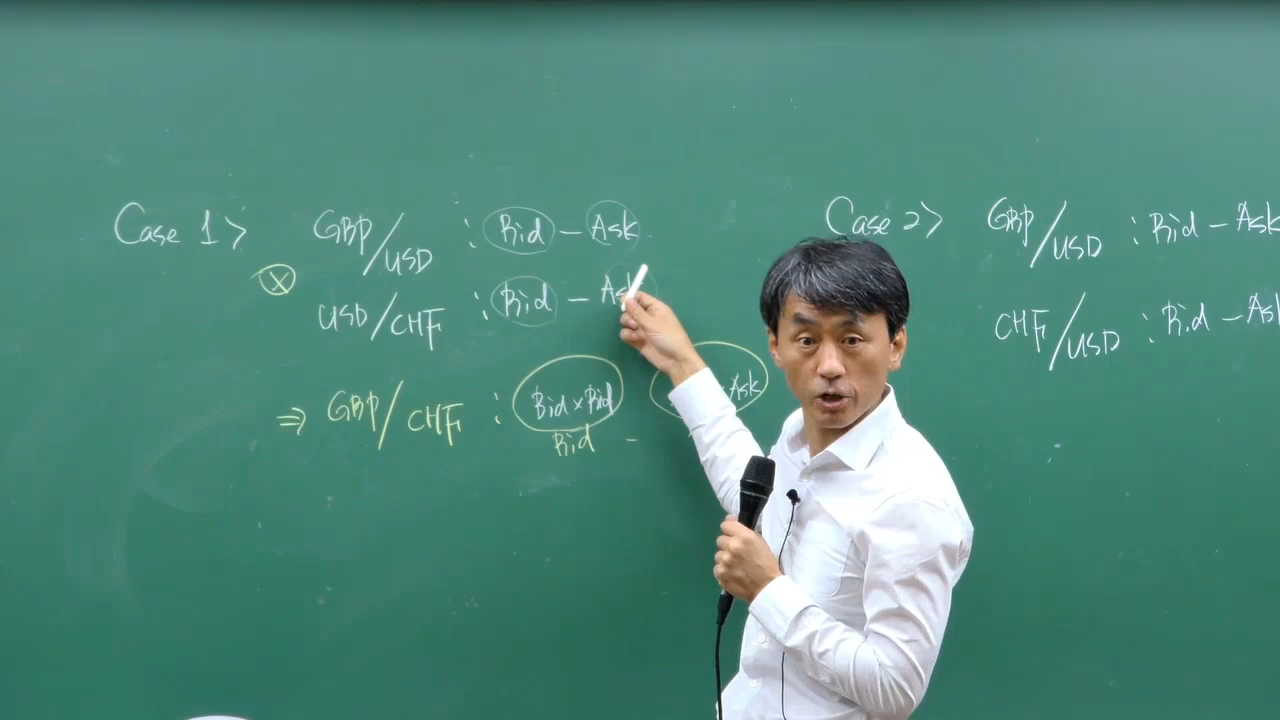 Case 1> GBP/USD : Bid - Ask
ⓧ USD/CHF : Bid - Ask
⇒ GBP/CHF : Bid x Bid Ask
Bid -
Case 2> GBP/USD : Bid - Ask
CHF/USD : Bid - Ask